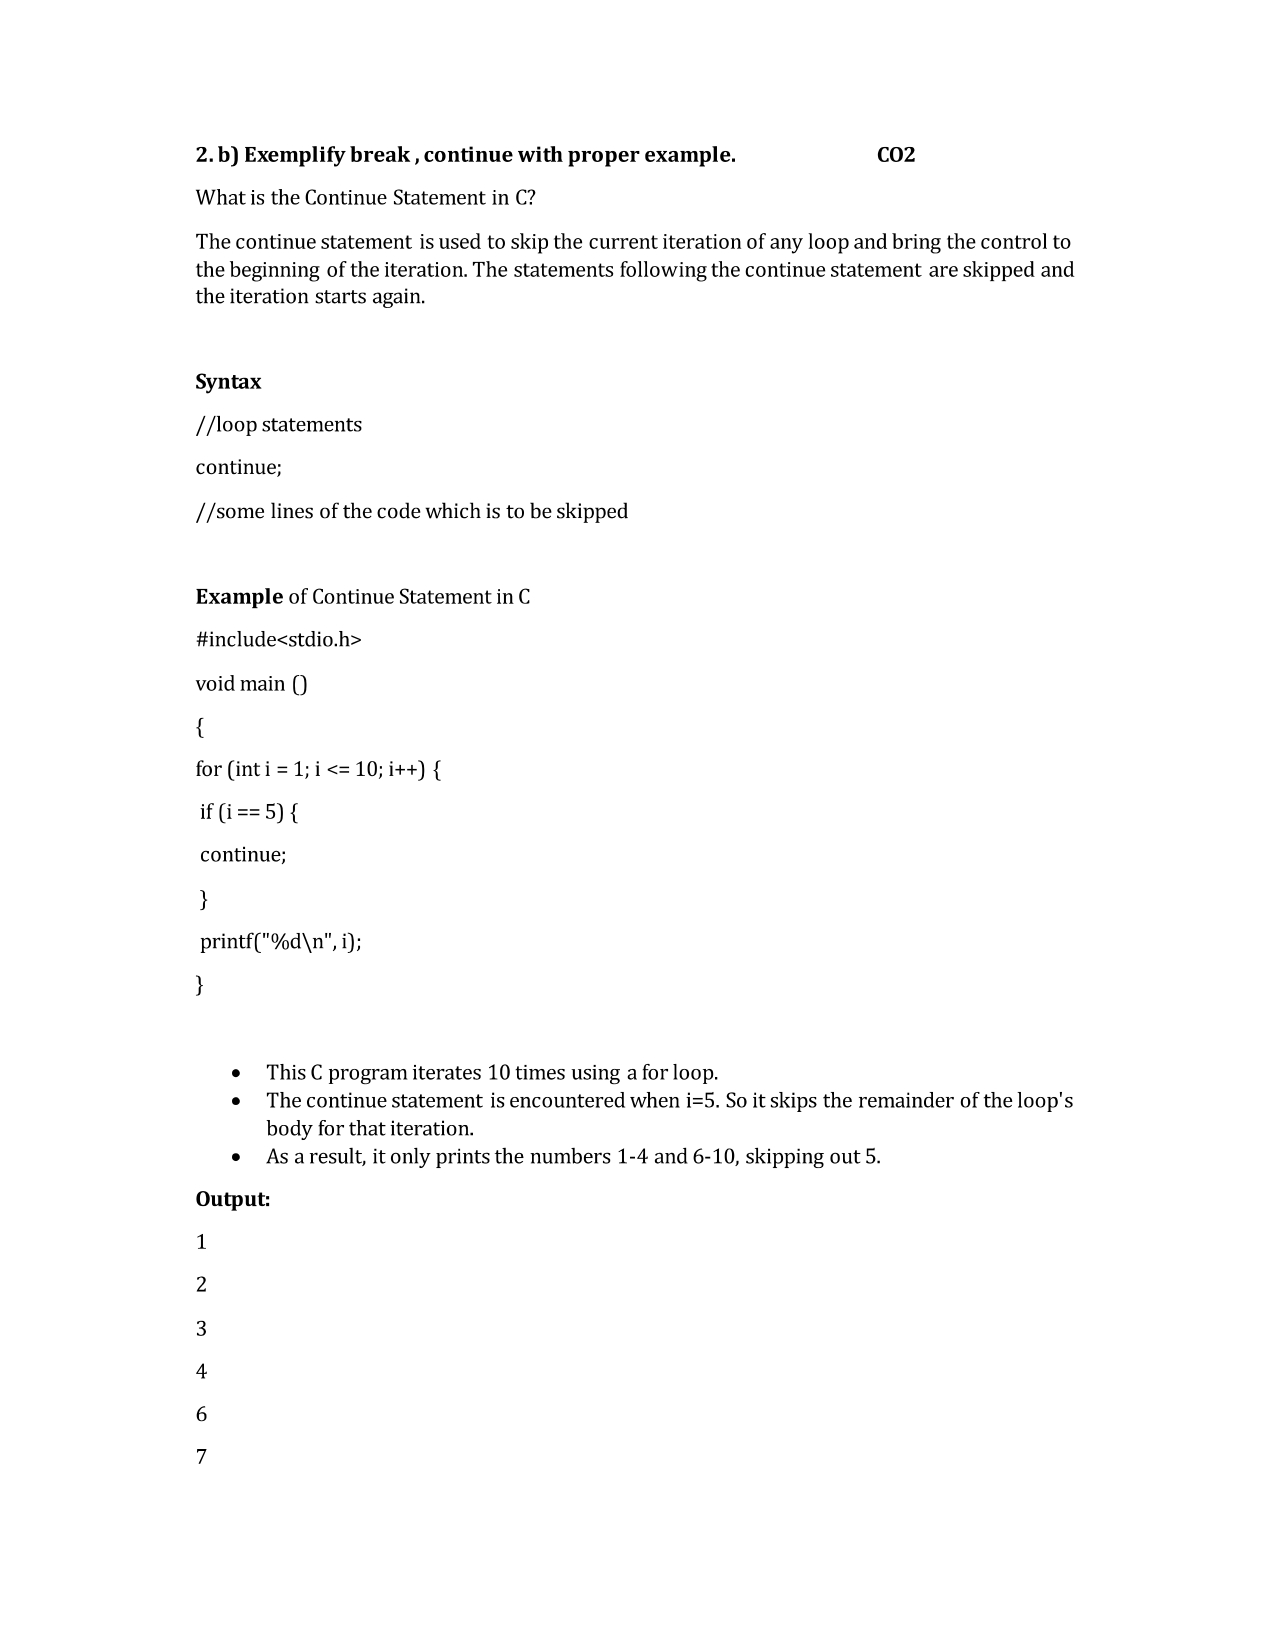 2. b) Exemplify break , continue with proper example. CO2
What is the Continue Statement in C?
The continue statement is used to skip the current iteration of any loop and bring the control to
the beginning of the iteration. The statements following the continue statement are skipped and
the iteration starts again.
Syntax
//loop statements
continue;
//some lines of the code which is to be skipped
Example of Continue Statement in C
#include<stdio.h>
void main ()
{
for (int i = 1; i <= 10; i++) {
if (i == 5) {
continue;
}
printf("%d\n", i);
}
• This C program iterates 10 times using a for loop.
• The continue statement is encountered when i=5. So it skips the remainder of the loop's
body for that iteration.
• As a result, it only prints the numbers 1-4 and 6-10, skipping out 5.
Output:
1
2
3
4
6
7